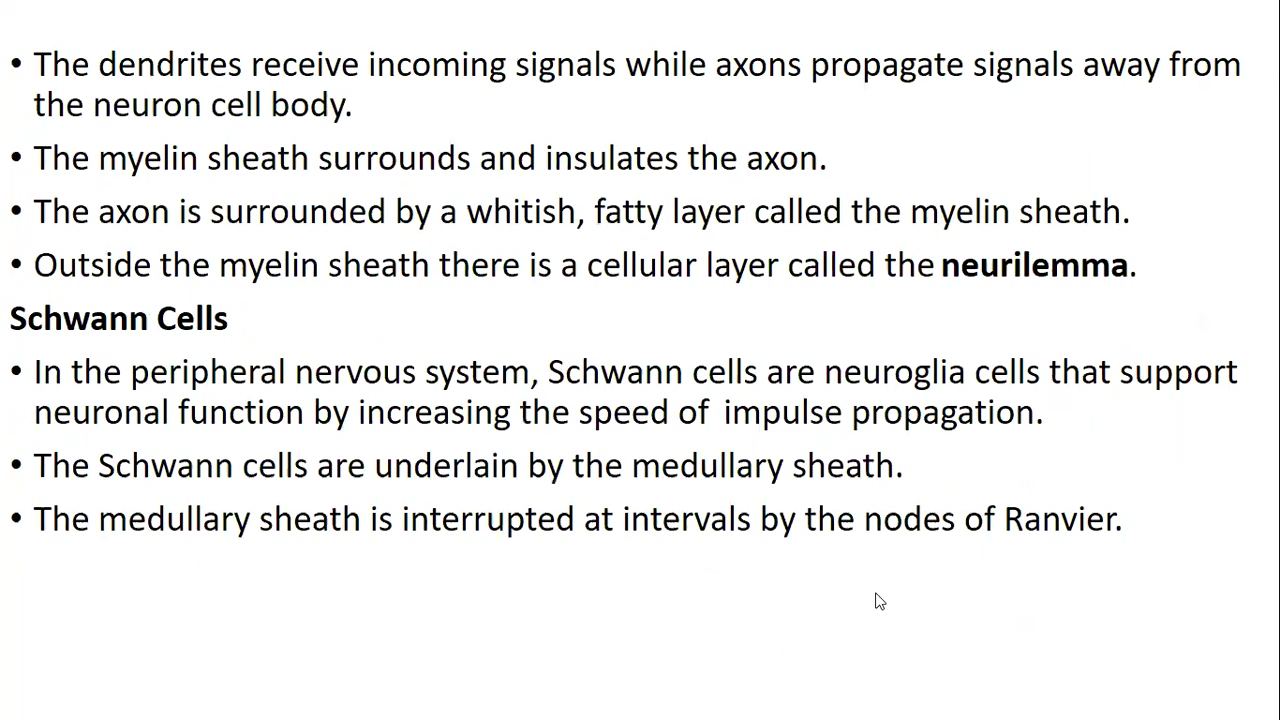 • The dendrites receive incoming signals while axons propagate signals away from
the neuron cell body.
• The myelin sheath surrounds and insulates the axon.
• The axon is surrounded by a whitish, fatty layer called the myelin sheath.
• Outside the myelin sheath there is a cellular layer called the neurilemma.
Schwann Cells
• In the peripheral nervous system, Schwann cells are neuroglia cells that support
neuronal function by increasing the speed of impulse propagation.
• The Schwann cells are underlain by the medullary sheath.
• The medullary sheath is interrupted at intervals by the nodes of Ranvier.